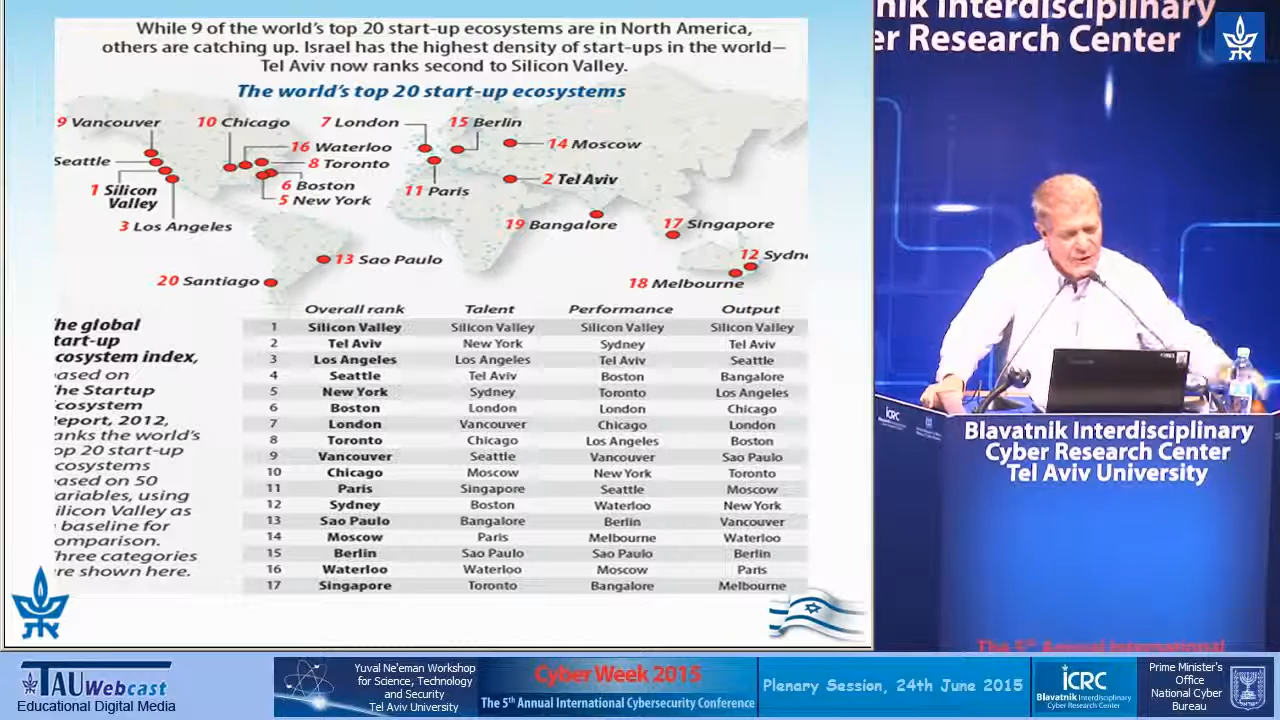 While 9 of the world's top 20 start-up ecosystems are in North America,
others are catching up. Israel has the highest density of start-ups in the world—
Tel Aviv now ranks second to Silicon Valley.
The world's top 20 start-up ecosystems
9 Vancouver
10 Chicago
7 London
15 Berlin
16 Waterloo
14 Moscow
Seattle
8 Toronto
1 Silicon
Valley
6 Boston
11 Paris
2 Tel Aviv
5 New York
3 Los Angeles
19 Bangalore
17 Singapore
13 Sao Paulo
12 Sydn
20 Santiago
18 Melbourne
Overall rank Talent Performance Output
1 Silicon Valley Silicon Valley Silicon Valley Silicon Valley
2 Tel Aviv New York Sydney Tel Aviv
3 Los Angeles Los Angeles Tel Aviv Seattle
4 Seattle Tel Aviv Boston Bangalore
5 New York Sydney Toronto Los Angeles
6 Boston London London Chicago
7 London Vancouver Chicago London
8 Toronto Chicago Los Angeles Boston
9 Vancouver Seattle Vancouver Sao Paulo
10 Chicago Moscow New York Toronto
11 Paris Singapore Seattle Moscow
12 Sydney Boston Waterloo New York
13 Sao Paulo Bangalore Berlin Vancouver
14 Moscow Paris Melbourne Waterloo
15 Berlin Sao Paulo Sao Paulo Berlin
16 Waterloo Waterloo Moscow Paris
17 Singapore Toronto Bangalore Melbourne
he global
tart-up
cosystem index,
ased on
he Startup
cosystem
eport, 2012,
anks the world's
op 20 start-up
cosystems
ased on 50
ariables, using
ilicon Valley as
baseline for
omparison.
hree categories
re shown here.
nik Interdisciplinary
er Research Center
ICRC
Blavatnik Interdisciplinary
Cyber Research Center
Tel Aviv University
The 5th Annual International
TAU Webcast
Educational Digital Media
Yuval Ne'eman Workshop
for Science, Technology
and Security
Tel Aviv University
Cyber Week 2015
The 5th Annual International Cybersecurity Conference
Plenary Session, 24th June 2015
ICRC
Blavatnik Interdisciplinary
Cyber Research Center
Prime Minister's
Office
National Cyber
Bureau